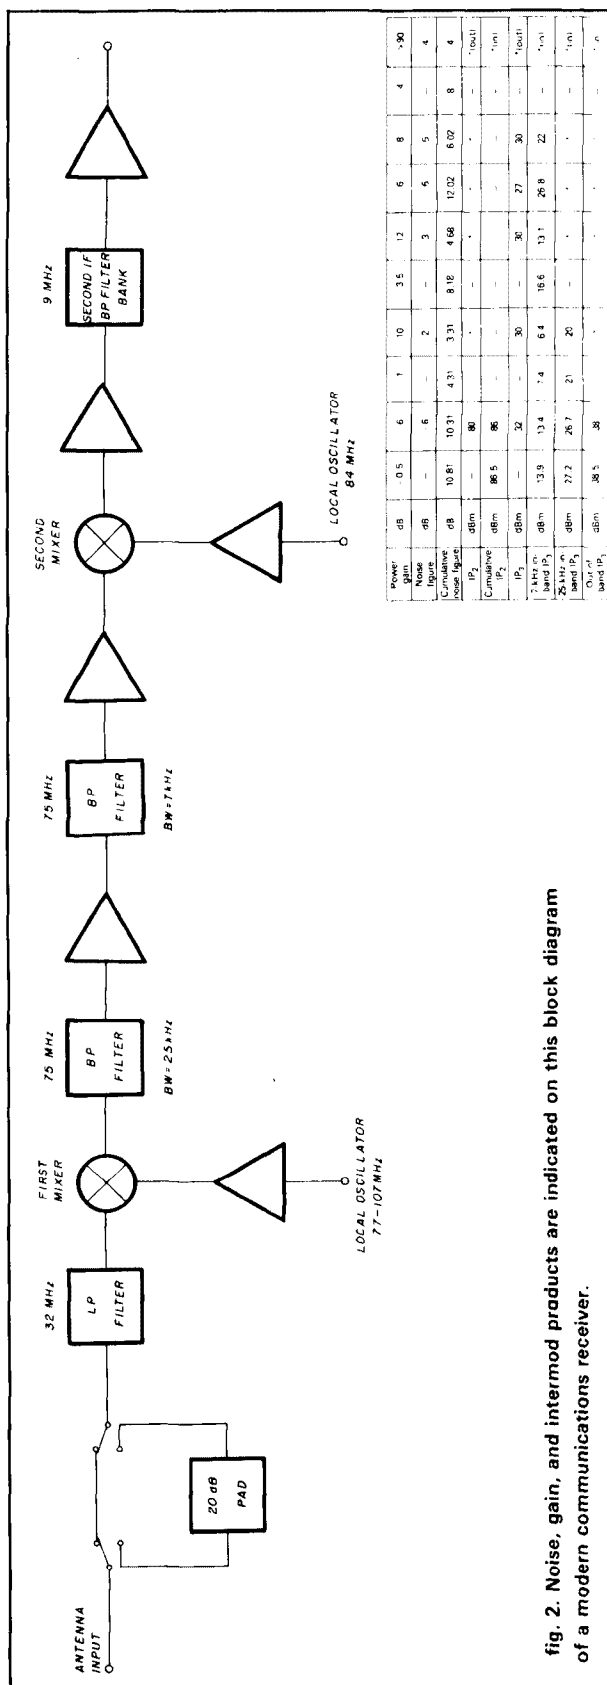 ANTENNA INPUT
20 dB PAD
32 MHz
LP FILTER
FIRST MIXER
LOCAL OSCILLATOR
77-107MHz
75 MHz
BP FILTER
BW=25kHz
75 MHz
BP FILTER
BW=7kHz
SECOND MIXER
LOCAL OSCILLATOR
84 MHz
9 MHz
SECOND IF BP FILTER BANK
Power gain dB 0.5 6 1 10 3.5 12 6 8 4 >90
Noise figure dB – 6 – 2 3 6 5 4
Cumulative noise figure dB 10.81 10.31 4.31 3.31 8.18 4.68 12.02 6.02 8 4
IP2 dBm – 80
Cumulative IP2 dBm 86.5 86
IP3 dBm – 32 – 30 – 30 27 30 – *(out)
7 kHz in-band IP3 dBm 13.9 13.4 7.4 6.4 16.6 13.1 26.8 22
25 kHz in-band IP3 dBm 27.2 26.7 21 20
Out of band IP3 dBm 38.5 38
fig. 2. Noise, gain, and intermod products are indicated on this block diagram
of a modern communications receiver.